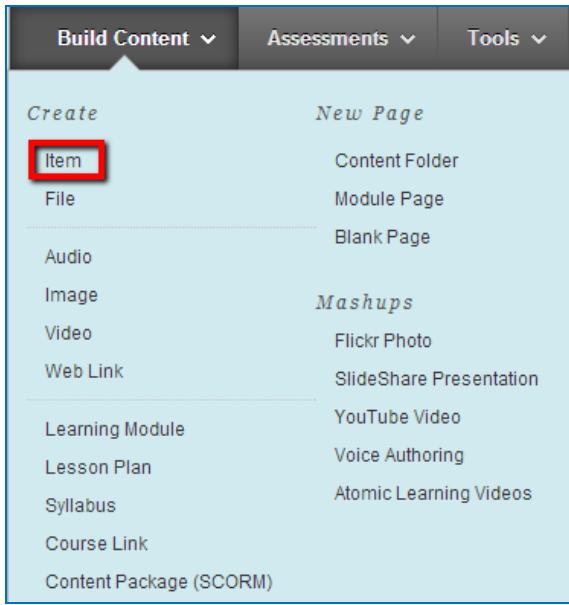 Build Content Assessments Tools
Create
Item
File
Audio
Image
Video
Web Link
Learning Module
Lesson Plan
Syllabus
Course Link
Content Package (SCORM)
New Page
Content Folder
Module Page
Blank Page
Mashups
Flickr Photo
SlideShare Presentation
YouTube Video
Voice Authoring
Atomic Learning Videos